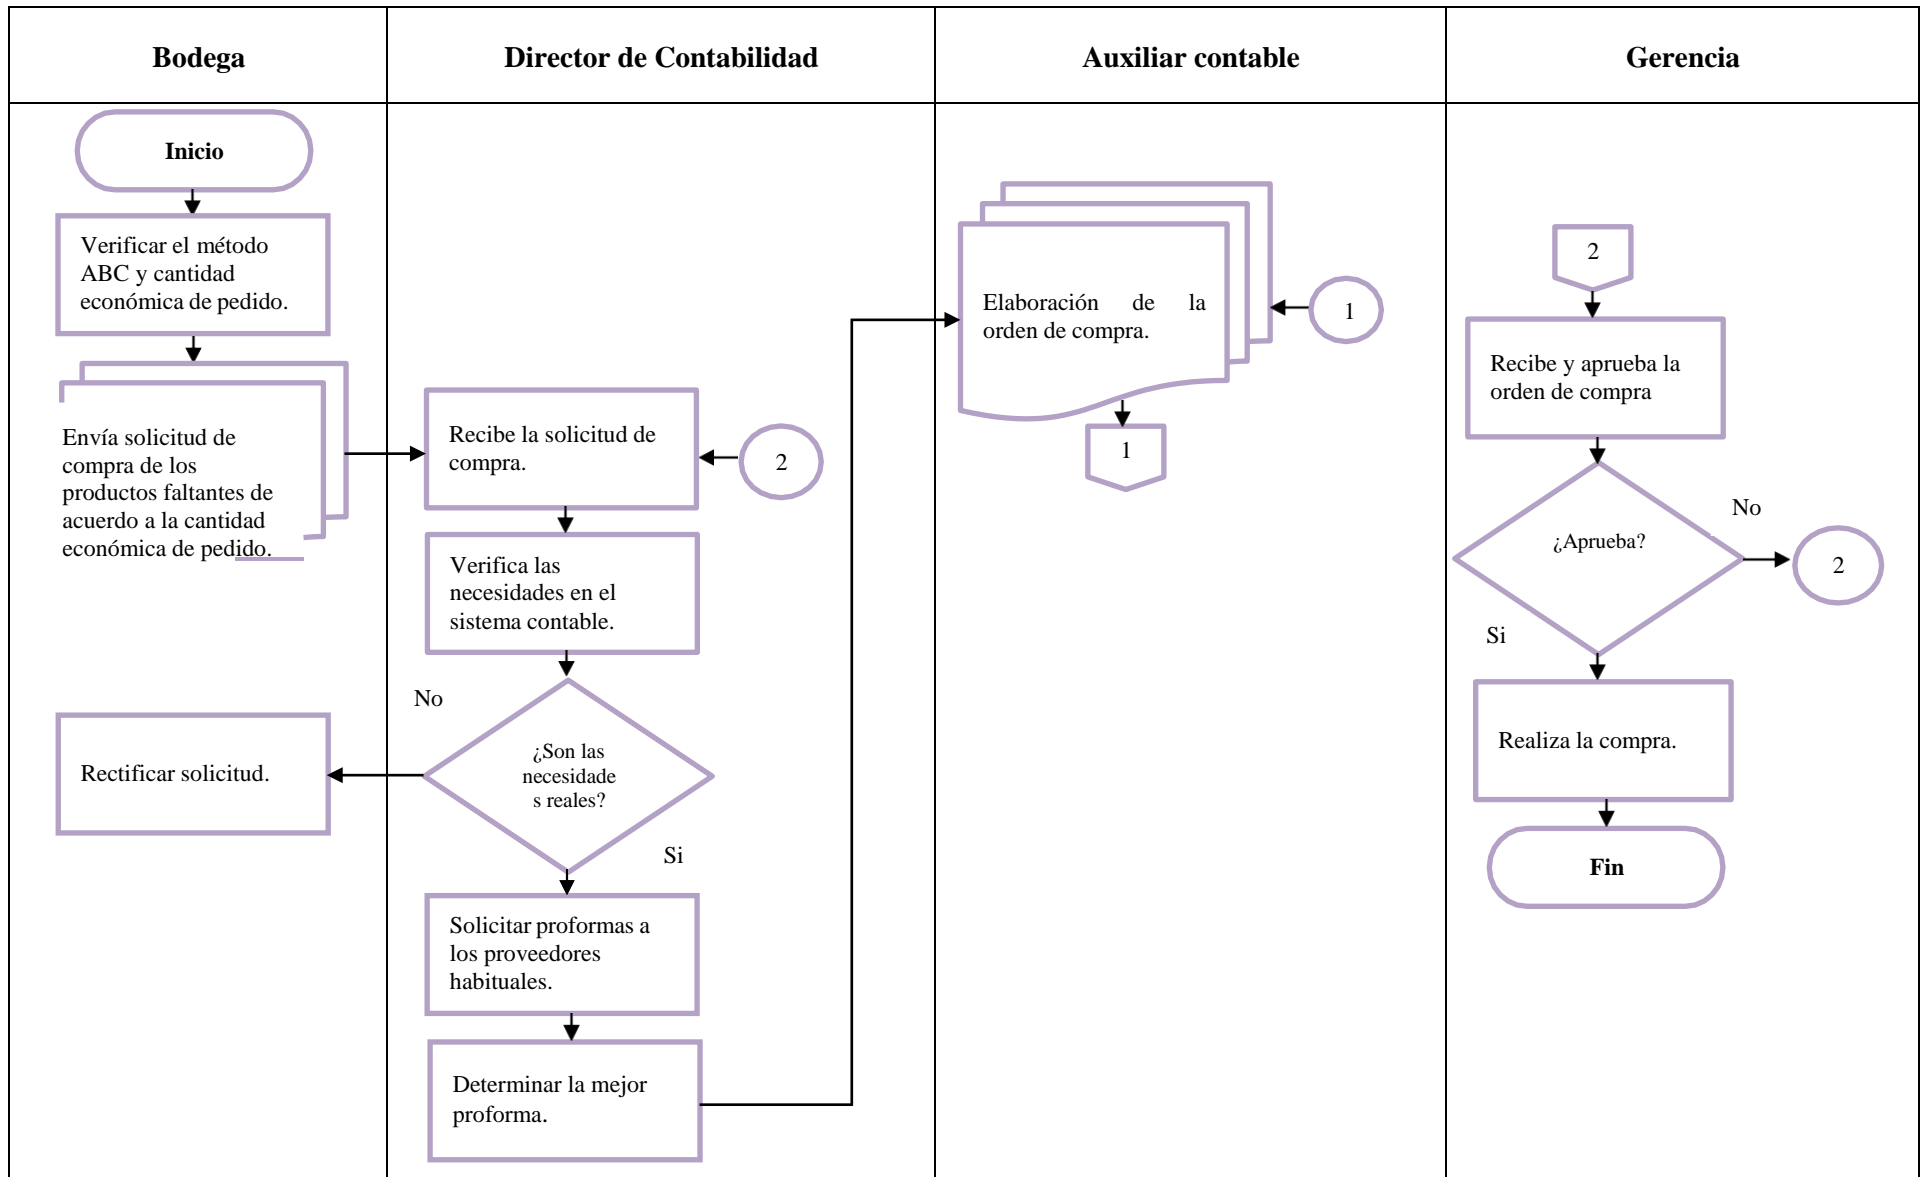 Bodega
Director de Contabilidad
Auxiliar contable
Gerencia
Inicio
Verificar el método
ABC y cantidad
económica de pedido.
Envía solicitud de
compra de los
productos faltantes de
acuerdo a la cantidad
económica de pedido.
Rectificar solicitud.
Recibe la solicitud de
compra.
2
Verifica las
necesidades en el
sistema contable.
No
¿Son las
necesidade
s reales?
Si
Solicitar proformas a
los proveedores
habituales.
Determinar la mejor
proforma.
Elaboración de la
orden de compra.
1
1
2
Recibe y aprueba la
orden de compra
No
¿Aprueba?
2
Si
Realiza la compra.
Fin